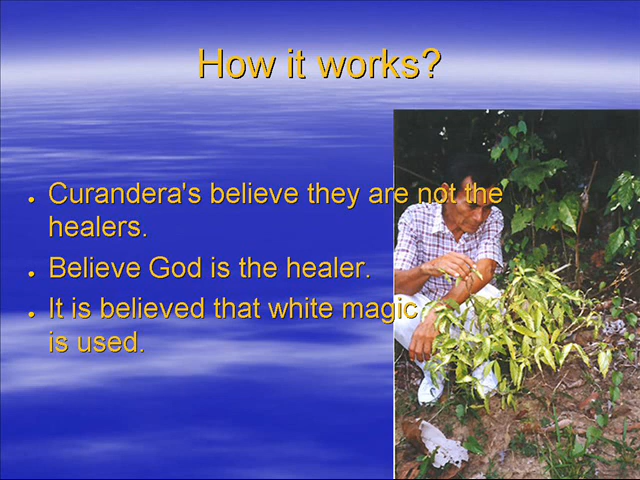 How it works?
● Curandera's believe they are not the
healers.
● Believe God is the healer.
● It is believed that white magic
is used.